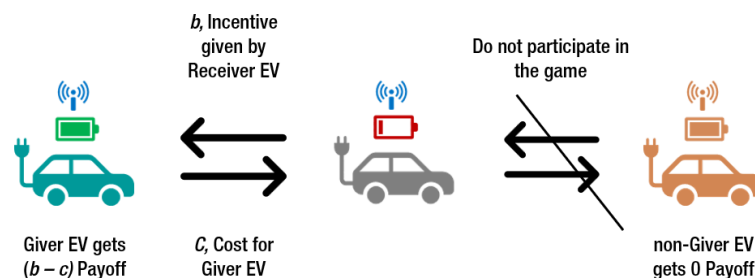 b, Incentive
given by
Receiver EV
Do not participate in
the game
Giver EV gets
(b – c) Payoff
C, Cost for
Giver EV
non-Giver EV
gets 0 Payoff